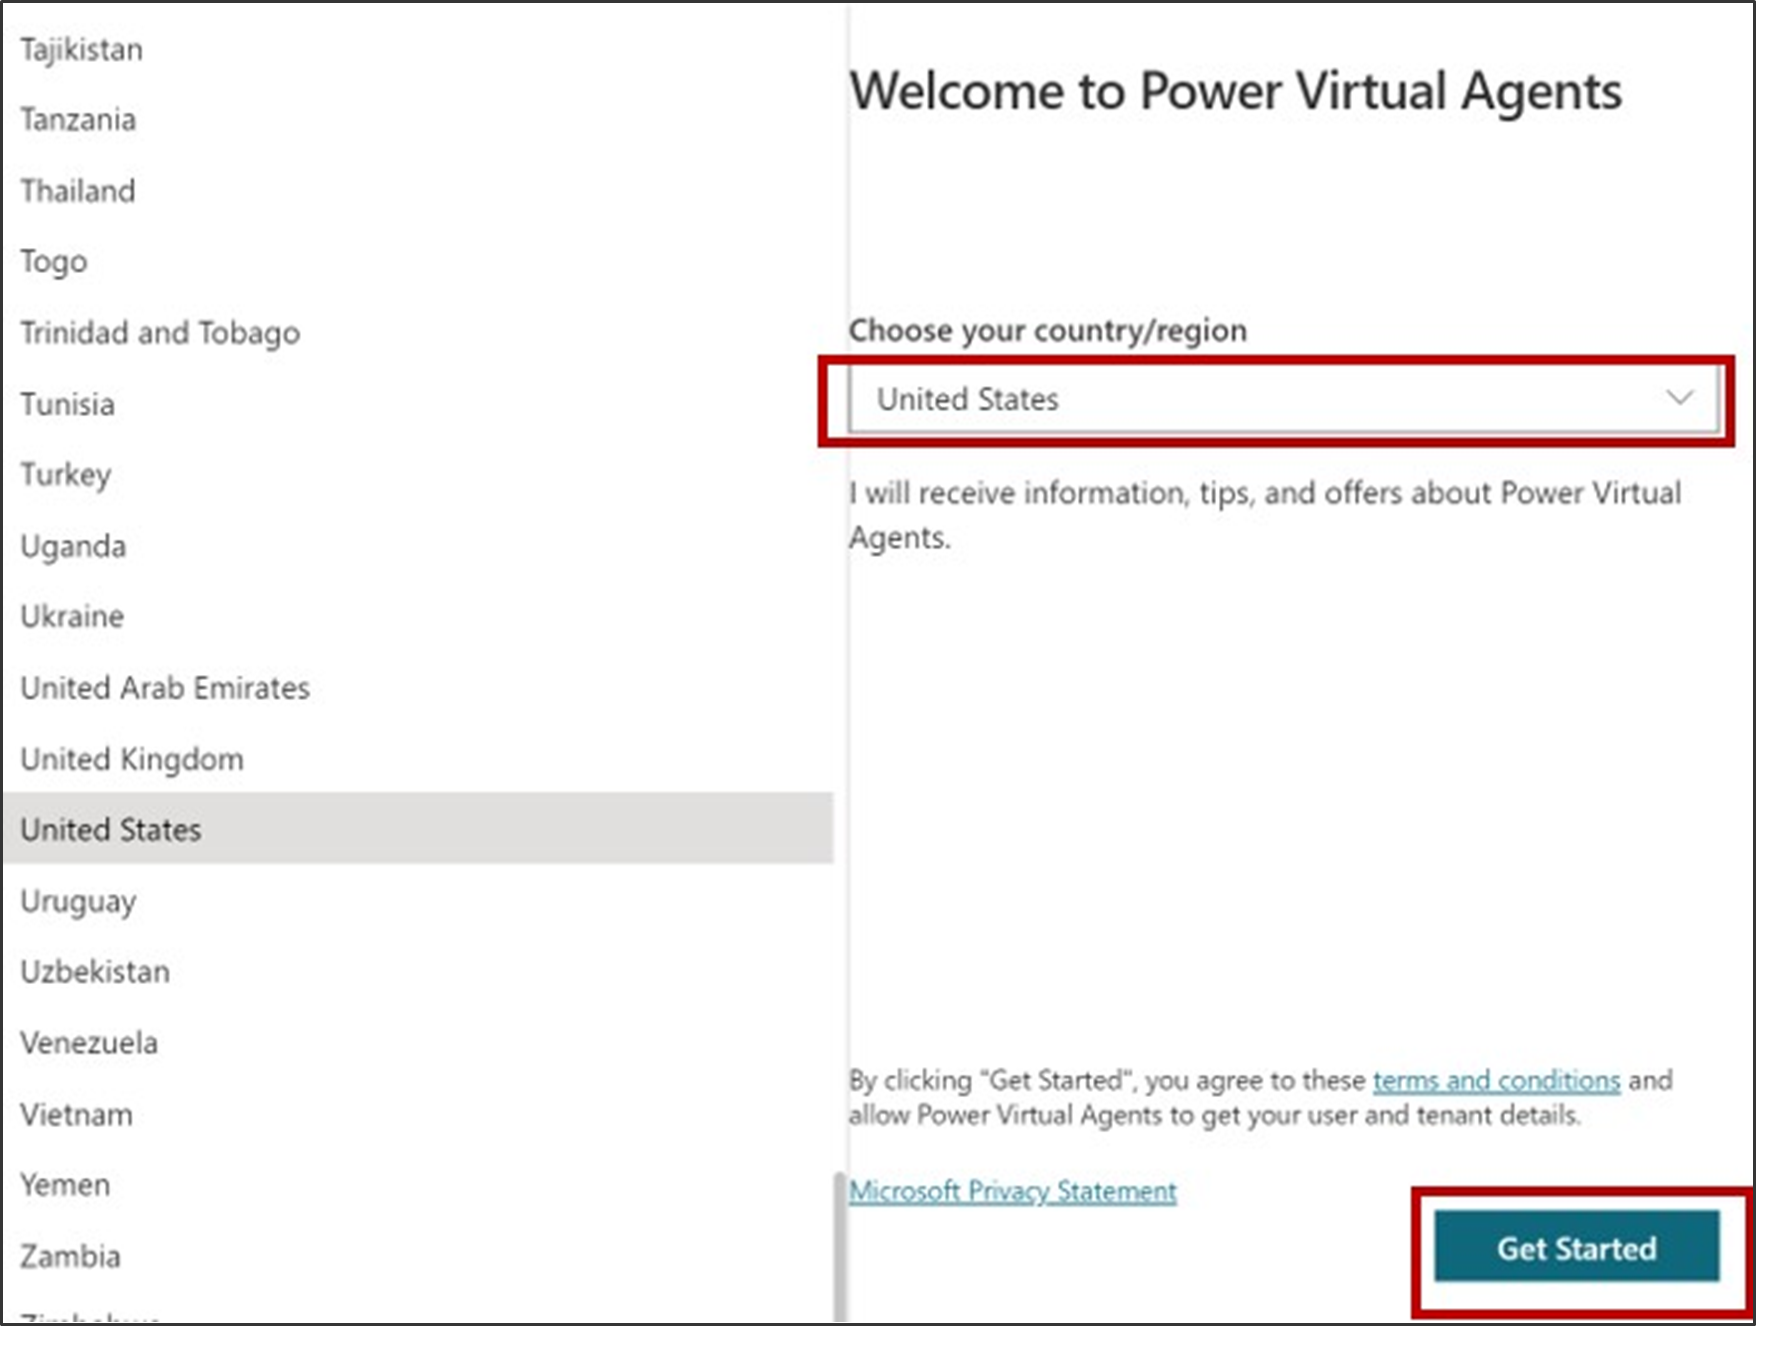 Tajikistan
Tanzania
Thailand
Togo
Trinidad and Tobago
Tunisia
Turkey
Uganda
Ukraine
United Arab Emirates
United Kingdom
United States
Uruguay
Uzbekistan
Venezuela
Vietnam
Yemen
Zambia
Welcome to Power Virtual Agents
Choose your country/region
United States
I will receive information, tips, and offers about Power Virtual
Agents.
By clicking "Get Started", you agree to these terms and conditions and
allow Power Virtual Agents to get your user and tenant details.
Microsoft Privacy Statement
Get Started